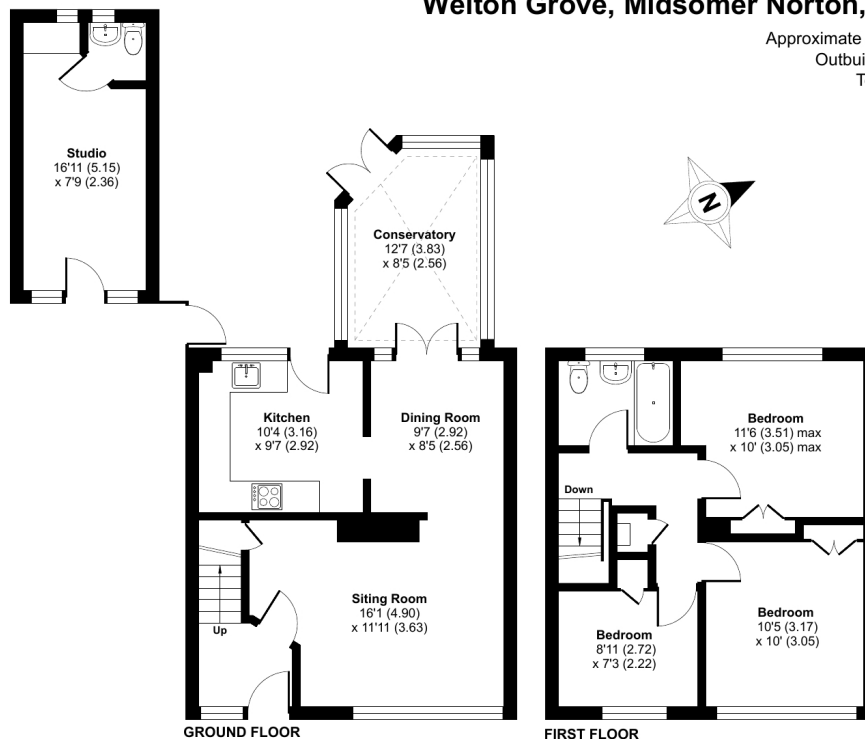 Welton Grove, Midsomer Norton,
Approximate
Studio
16'11 (5.15)
x 7'9 (2.36)
Conservatory
12'7 (3.83)
x 8'5 (2.56)
N
Kitchen
10'4 (3.16)
x 9'7 (2.92)
Dining Room
9'7 (2.92)
x 8'5 (2.56)
Siting Room
16'1 (4.90)
x 11'11 (3.63)
Up
GROUND FLOOR
Bedroom
11'6 (3.51) max
x 10' (3.05) max
Down
Bedroom
8'11 (2.72)
x 7'3 (2.22)
Bedroom
10'5 (3.17)
x 10' (3.05)
FIRST FLOOR